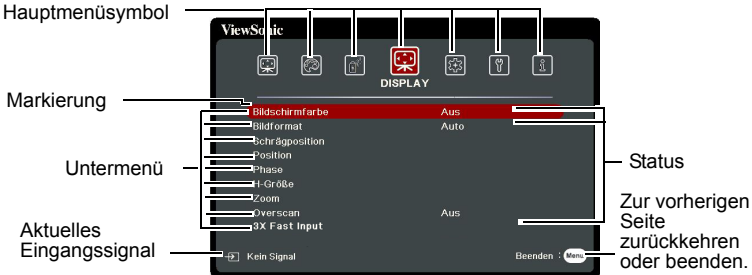 Hauptmenüsymbol
ViewSonic
DISPLAY
Markierung
Bildschirmfarbe Aus
Bildformat Auto
Schrägposition
Position
Phase
H-Größe
Zoom
Overscan Aus
3X Fast Input
Untermenü
Status
Aktuelles
Eingangssignal
Kein Signal
Beenden : Menu
Zur vorherigen
Seite
zurückkehren
oder beenden.